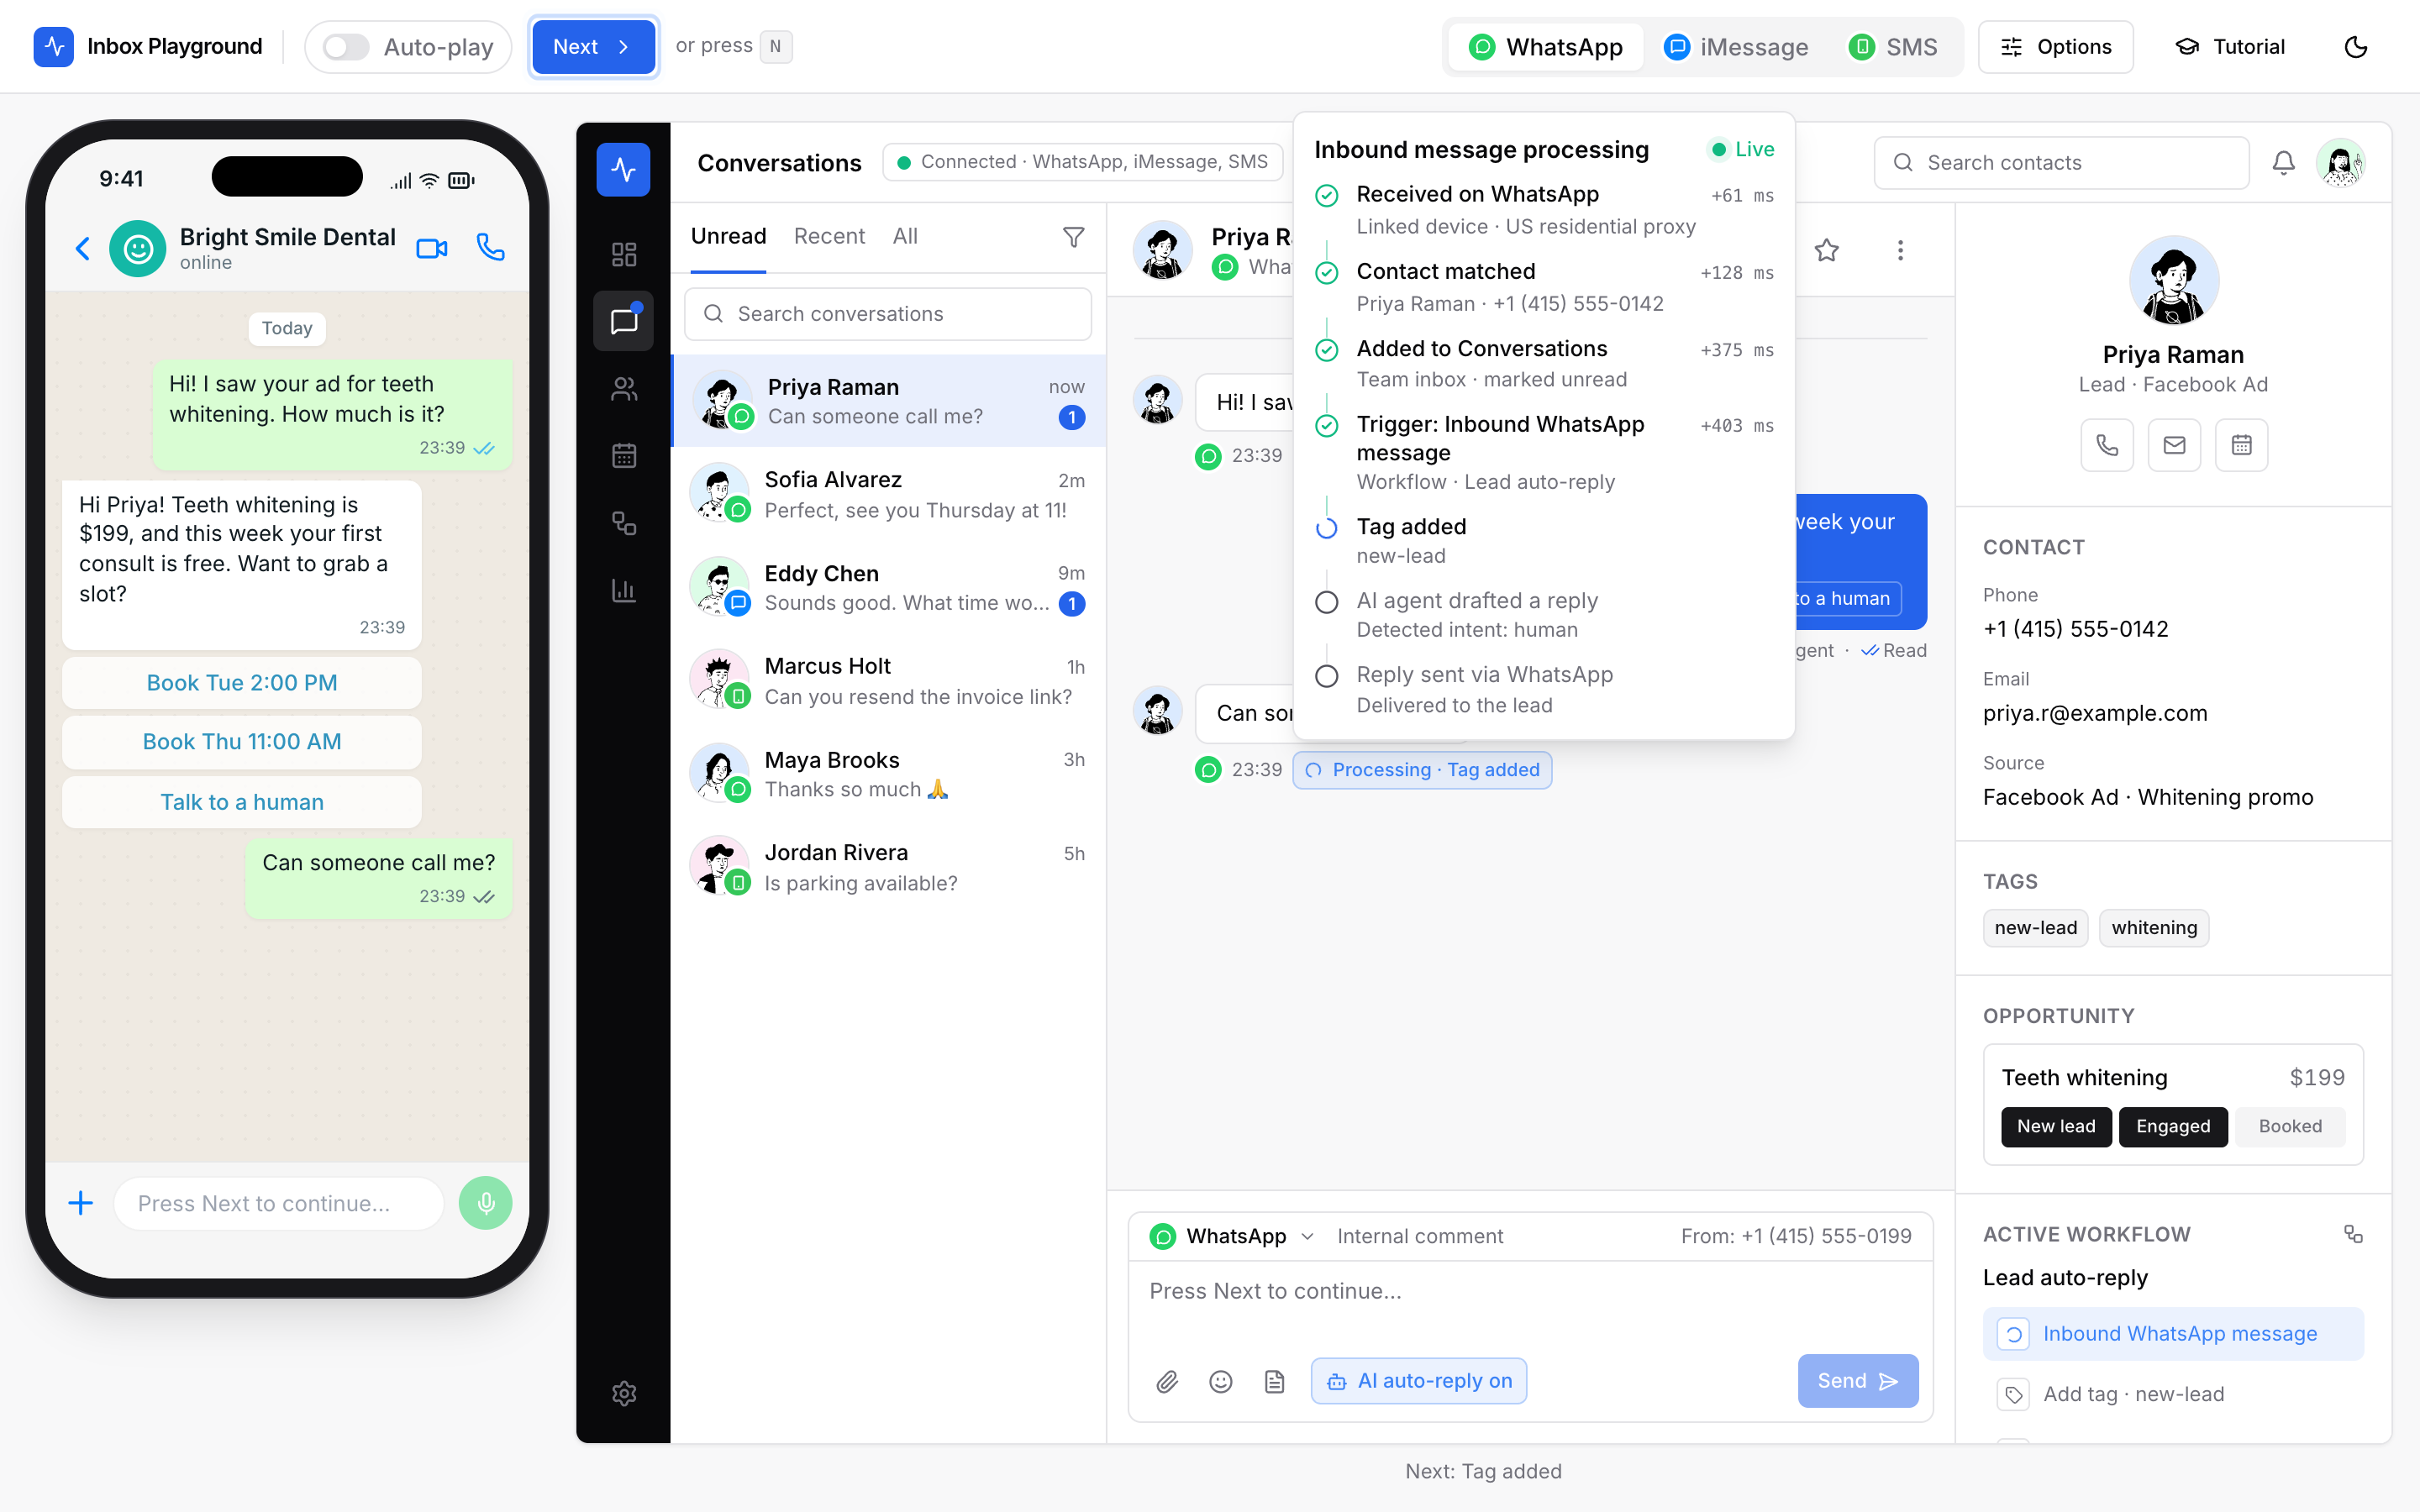 Inbox Playground
Auto-play
Next
or press N
WhatsApp
iMessage
SMS
Options
Tutorial
9:41
Bright Smile Dental
online
Today
Hi! I saw your ad for teeth
whitening. How much is it?
23:39
Hi Priya! Teeth whitening is
$199, and this week your first
consult is free. Want to grab a
slot?
23:39
Book Tue 2:00 PM
Book Thu 11:00 AM
Talk to a human
Can someone call me?
23:39
Press Next to continue...
Conversations
Connected · WhatsApp, iMessage, SMS
Search contacts
Unread
Recent
All
Search conversations
Priya Raman
now
Can someone call me?
1
Sofia Alvarez
2m
Perfect, see you Thursday at 11!
Eddy Chen
9m
Sounds good. What time wo...
1
Marcus Holt
1h
Can you resend the invoice link?
Maya Brooks
3h
Thanks so much 🙏
Jordan Rivera
5h
Is parking available?
Priya R
Wha
Hi! I sa
23:39
week your
to a human
gent · Read
Can so
23:39
Processing · Tag added
Inbound message processing
Live
Received on WhatsApp
+61 ms
Linked device · US residential proxy
Contact matched
+128 ms
Priya Raman · +1 (415) 555-0142
Added to Conversations
+375 ms
Team inbox · marked unread
Trigger: Inbound WhatsApp
message
+403 ms
Workflow · Lead auto-reply
Tag added
new-lead
AI agent drafted a reply
Detected intent: human
Reply sent via WhatsApp
Delivered to the lead
WhatsApp
Internal comment
From: +1 (415) 555-0199
Press Next to continue...
AI auto-reply on
Send
Priya Raman
Lead · Facebook Ad
CONTACT
Phone
+1 (415) 555-0142
Email
priya.r@example.com
Source
Facebook Ad · Whitening promo
TAGS
new-lead
whitening
OPPORTUNITY
Teeth whitening
$199
New lead
Engaged
Booked
ACTIVE WORKFLOW
Lead auto-reply
Inbound WhatsApp message
Add tag · new-lead
Next: Tag added